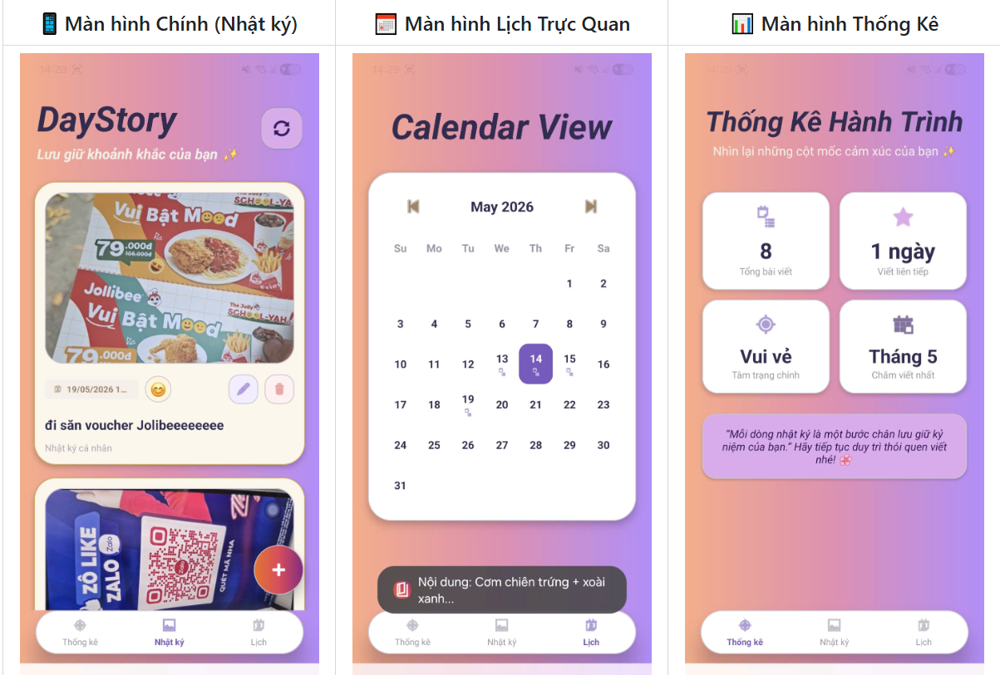 📱 Màn hình Chính (Nhật ký)
📅 Màn hình Lịch Trực Quan
📊 Màn hình Thống Kê
14:28
DayStory
Lưu giữ khoảnh khắc của bạn ✨
Jollibee
Vui Bật Mood
The Jolly
SCHOOL-YAH!
79.000đ
105.000đ
Fries
Jollibee
Vui Bật Mood
The Jolly
SCHOOL-YAH!
79.000đ
19/05/2026 1...
đi săn voucher Jolibeeeeeeee
Nhật ký cá nhân
ZÔ LIKE
ZALO
Zalo
QUÉT MÃ NHA
+
Thống kê
Nhật ký
Lịch
14:29
Calendar View
May 2026
Su Mo Tu We Th Fr Sa
1 2
3 4 5 6 7 8 9
10 11 12 13 14 15 16
17 18 19 20 21 22 23
24 25 26 27 28 29 30
31
Nội dung: Cơm chiên trứng + xoài
xanh...
Thống kê
Nhật ký
Lịch
Thống Kê Hành Trình
Nhìn lại những cột mốc cảm xúc của bạn ✨
8
Tổng bài viết
1 ngày
Viết liên tiếp
Vui vẻ
Tâm trạng chính
Tháng 5
Chăm viết nhất
“Mỗi dòng nhật ký là một bước chân lưu giữ kỷ
niệm của bạn.” Hãy tiếp tục duy trì thói quen viết
nhé! 🌸
Thống kê
Nhật ký
Lịch